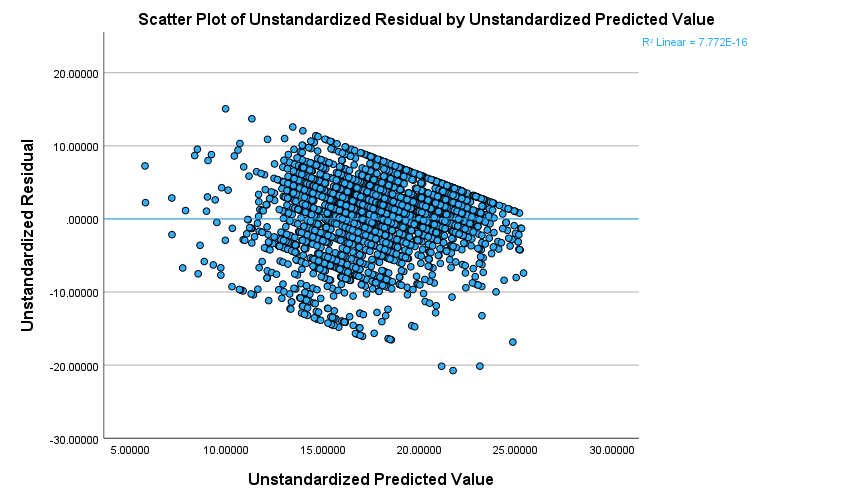 Scatter Plot of Unstandardized Residual by Unstandardized Predicted Value
R² Linear = 7.772E-16
20.00000
10.00000
.00000
-10.00000
-20.00000
-30.00000
Unstandardized Residual
5.00000 10.00000 15.00000 20.00000 25.00000 30.00000
Unstandardized Predicted Value